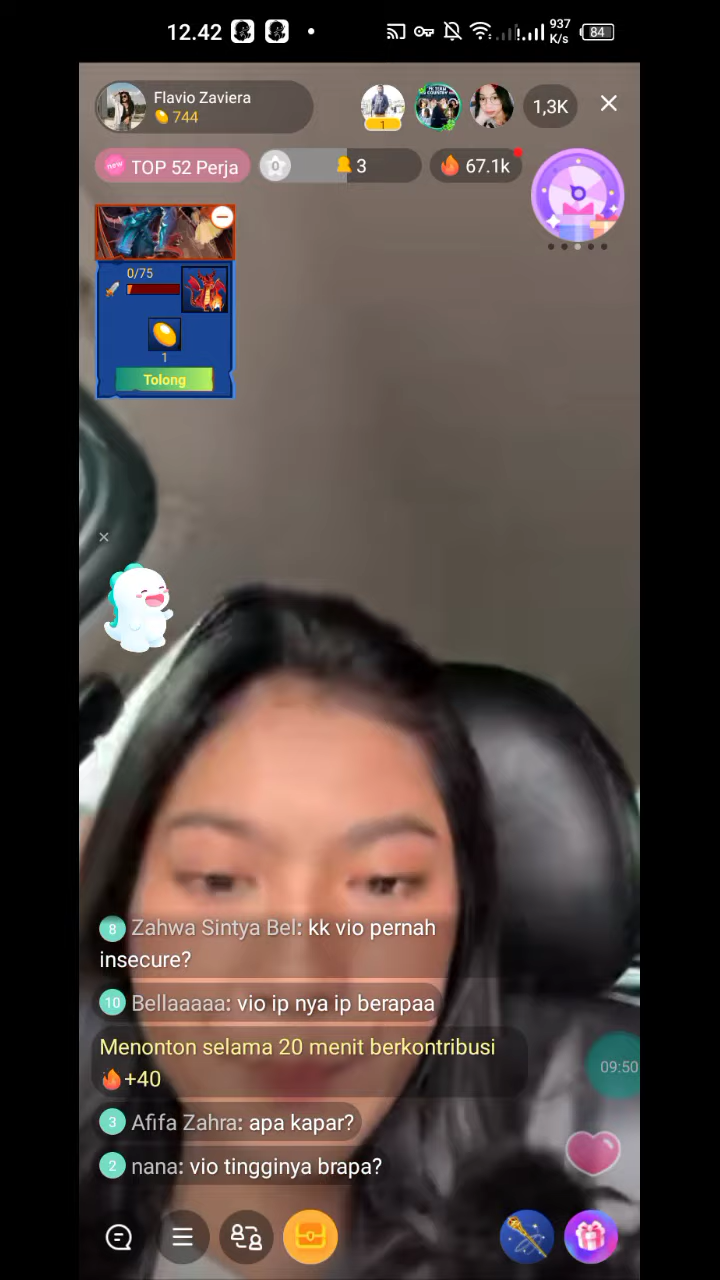 12.42
937
K/s
84
Flavio Zaviera
744
1
1,3K
new TOP 52 Perja
0
3
67.1k
0/75
1
Tolong
8 Zahwa Sintya Bel: kk vio pernah
insecure?
10 Bellaaaaa: vio ip nya ip berapaa
Menonton selama 20 menit berkontribusi
+40
09:50
3 Afifa Zahra: apa kapar?
2 nana: vio tingginya brapa?